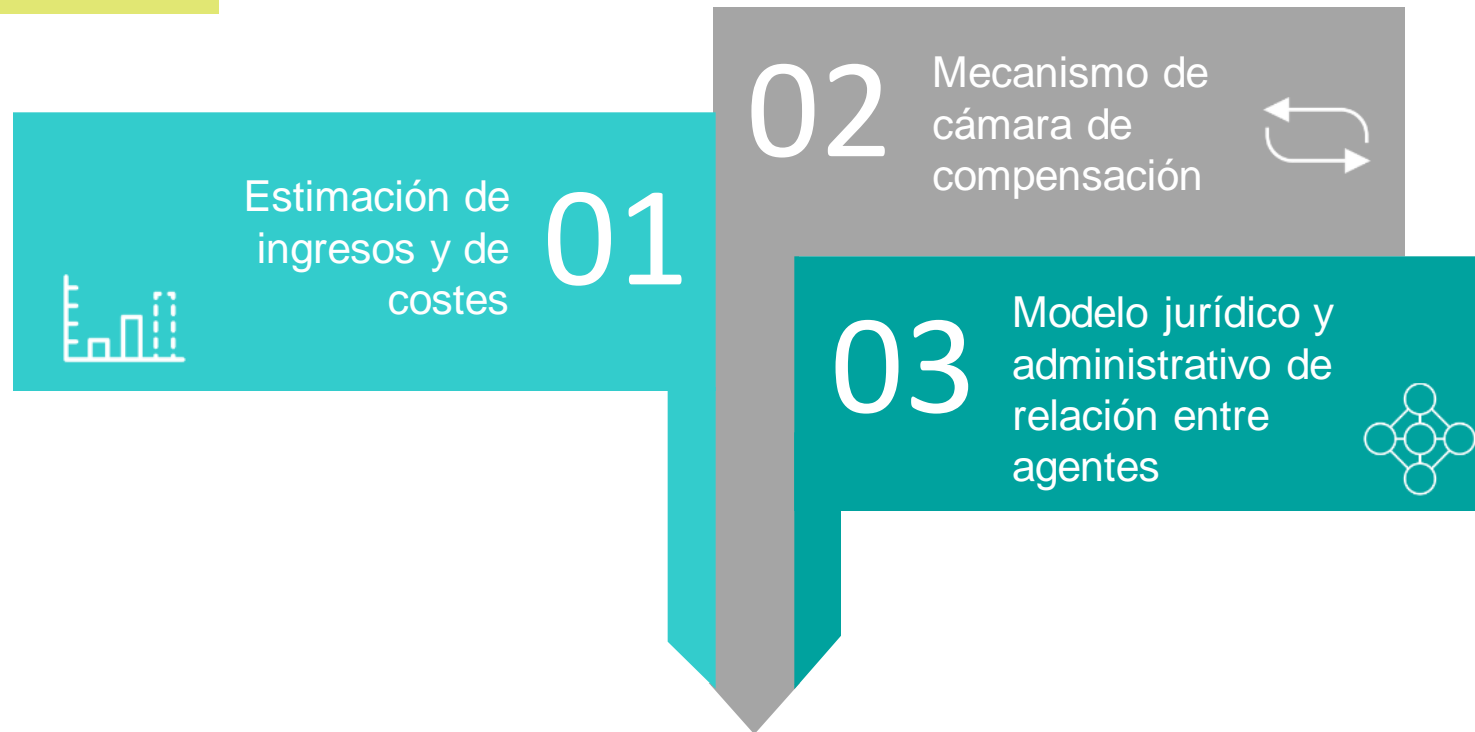 01
Estimación de
ingresos y de
costes
02
Mecanismo de
cámara de
compensación
03
Modelo jurídico y
administrativo de
relación entre
agentes